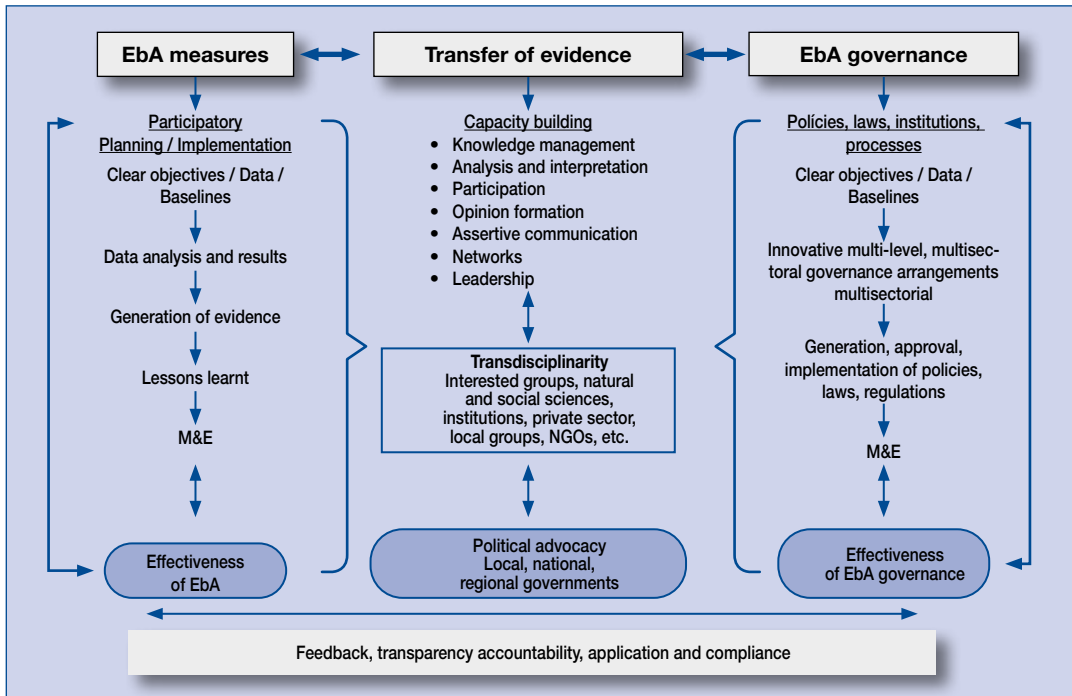 EbA measures
Transfer of evidence
EbA governance
Participatory
Planning / Implementation
Clear objectives / Data /
Baselines
Data analysis and results
Generation of evidence
Lessons learnt
M&E
Effectiveness
of EbA
Capacity building
• Knowledge management
• Analysis and interpretation
• Participation
• Opinion formation
• Assertive communication
• Networks
• Leadership
Transdisciplinarity
Interested groups, natural
and social sciences,
institutions, private sector,
local groups, NGOs, etc.
Political advocacy
Local, national,
regional governments
Policies, laws, institutions,
processes
Clear objectives / Data /
Baselines
Innovative multi-level, multisec-
toral governance arrangements
multisectorial
Generation, approval,
implementation of policies,
laws, regulations
M&E
Effectiveness
of EbA governance
Feedback, transparency accountability, application and compliance